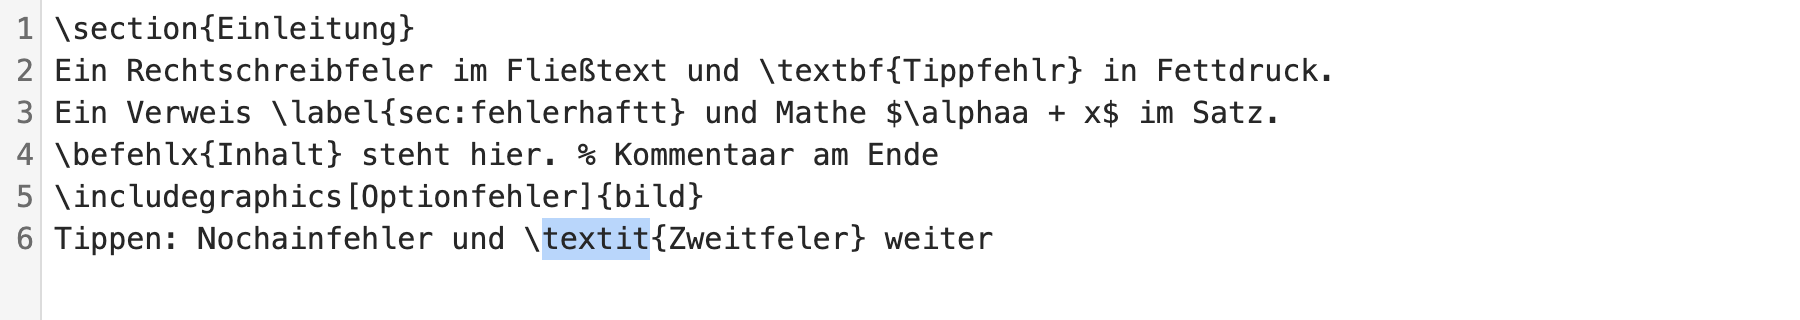 1 \section{Einleitung}
2 Ein Rechtschreibfeler im Fließtext und \textbf{Tippfehlr} in Fettdruck.
3 Ein Verweis \label{sec:fehlerhaftt} und Mathe $\alphaa + x$ im Satz.
4 \befehlx{Inhalt} steht hier. % Kommentaar am Ende
5 \includegraphics[Optionfehler]{bild}
6 Tippen: Nochainfehler und \textit{Zweitfeler} weiter